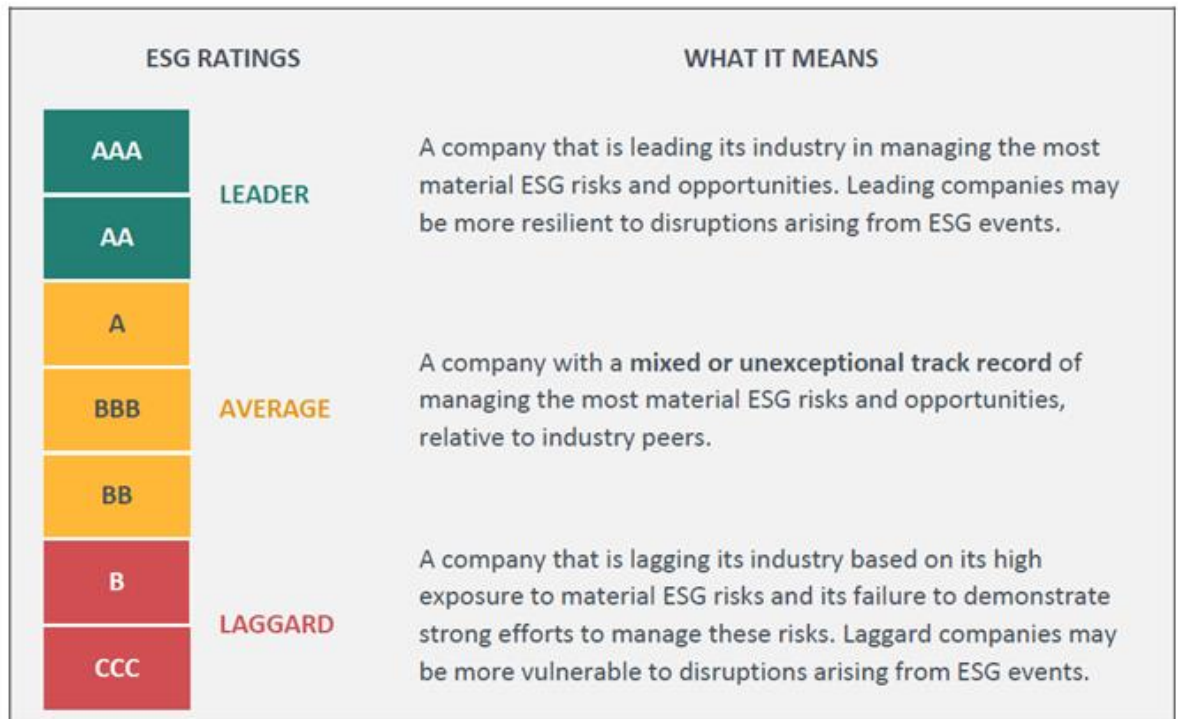 ESG RATINGS
WHAT IT MEANS
AAA
AA
LEADER
A company that is leading its industry in managing the most
material ESG risks and opportunities. Leading companies may
be more resilient to disruptions arising from ESG events.
A
BBB
BB
AVERAGE
A company with a mixed or unexceptional track record of
managing the most material ESG risks and opportunities,
relative to industry peers.
B
CCC
LAGGARD
A company that is lagging its industry based on its high
exposure to material ESG risks and its failure to demonstrate
strong efforts to manage these risks. Laggard companies may
be more vulnerable to disruptions arising from ESG events.